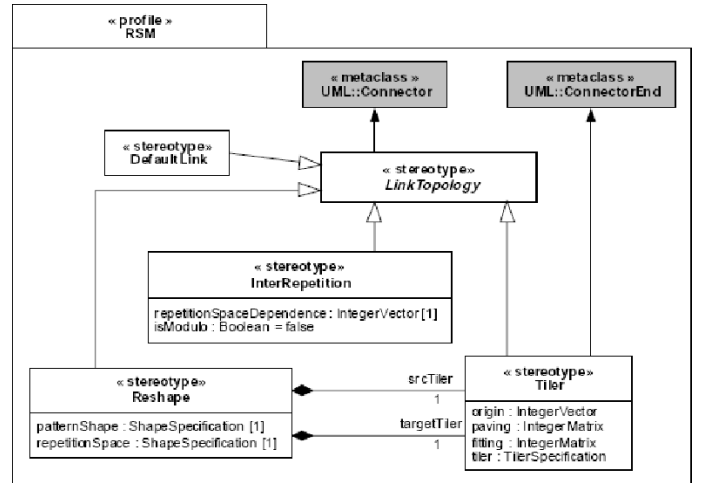 « profile »
RSM
« metaclass »
UML::Connector
« metaclass »
UML::ConnectorEnd
« stereotype»
DefaultLink
« stereotype»
LinkTopology
« stereotype»
InterRepetition
repetitionSpaceDependence : IntegerVector [1]
isModulo : Boolean = false
« stereotype»
Reshape
patternShape : ShapeSpecification [1]
repetitionSpace : ShapeSpecification [1]
srcTiler
1
targetTiler
1
« stereotype»
Tiler
origin : IntegerVector
paving : IntegerMatrix
fitting : IntegerMatrix
tiler : TilerSpecification